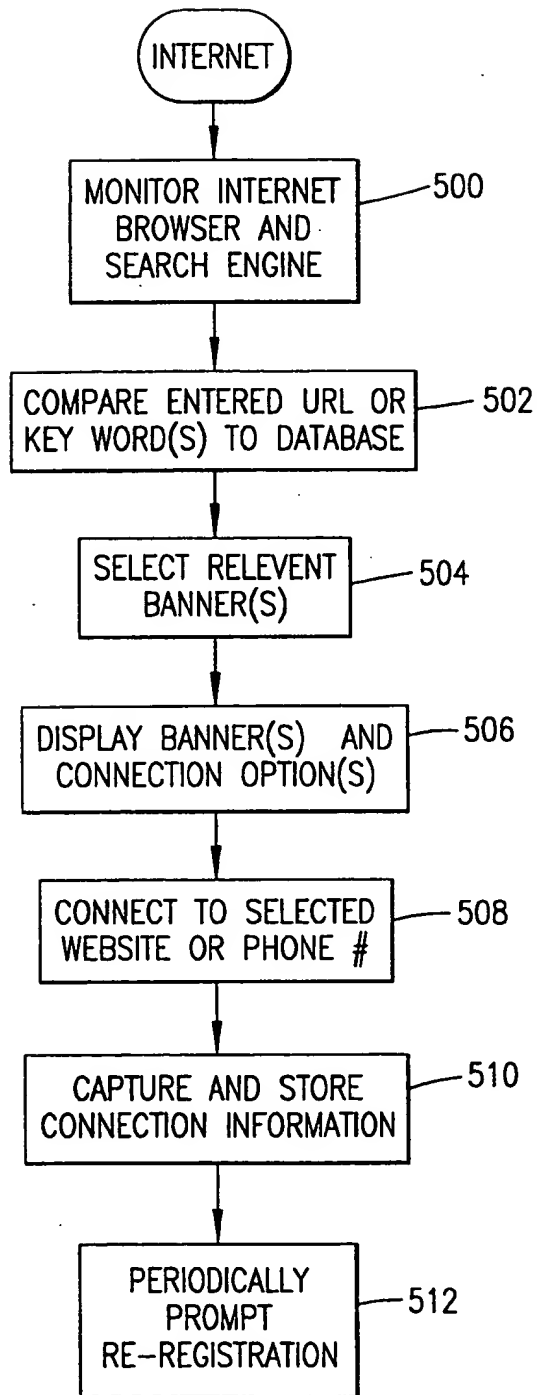 INTERNET
MONITOR INTERNET
BROWSER AND
SEARCH ENGINE
500
COMPARE ENTERED URL OR
KEY WORD(S) TO DATABASE
502
SELECT RELEVENT
BANNER(S)
504
DISPLAY BANNER(S) AND
CONNECTION OPTION(S)
506
CONNECT TO SELECTED
WEBSITE OR PHONE #
508
CAPTURE AND STORE
CONNECTION INFORMATION
510
PERIODICALLY
PROMPT
RE-REGISTRATION
512